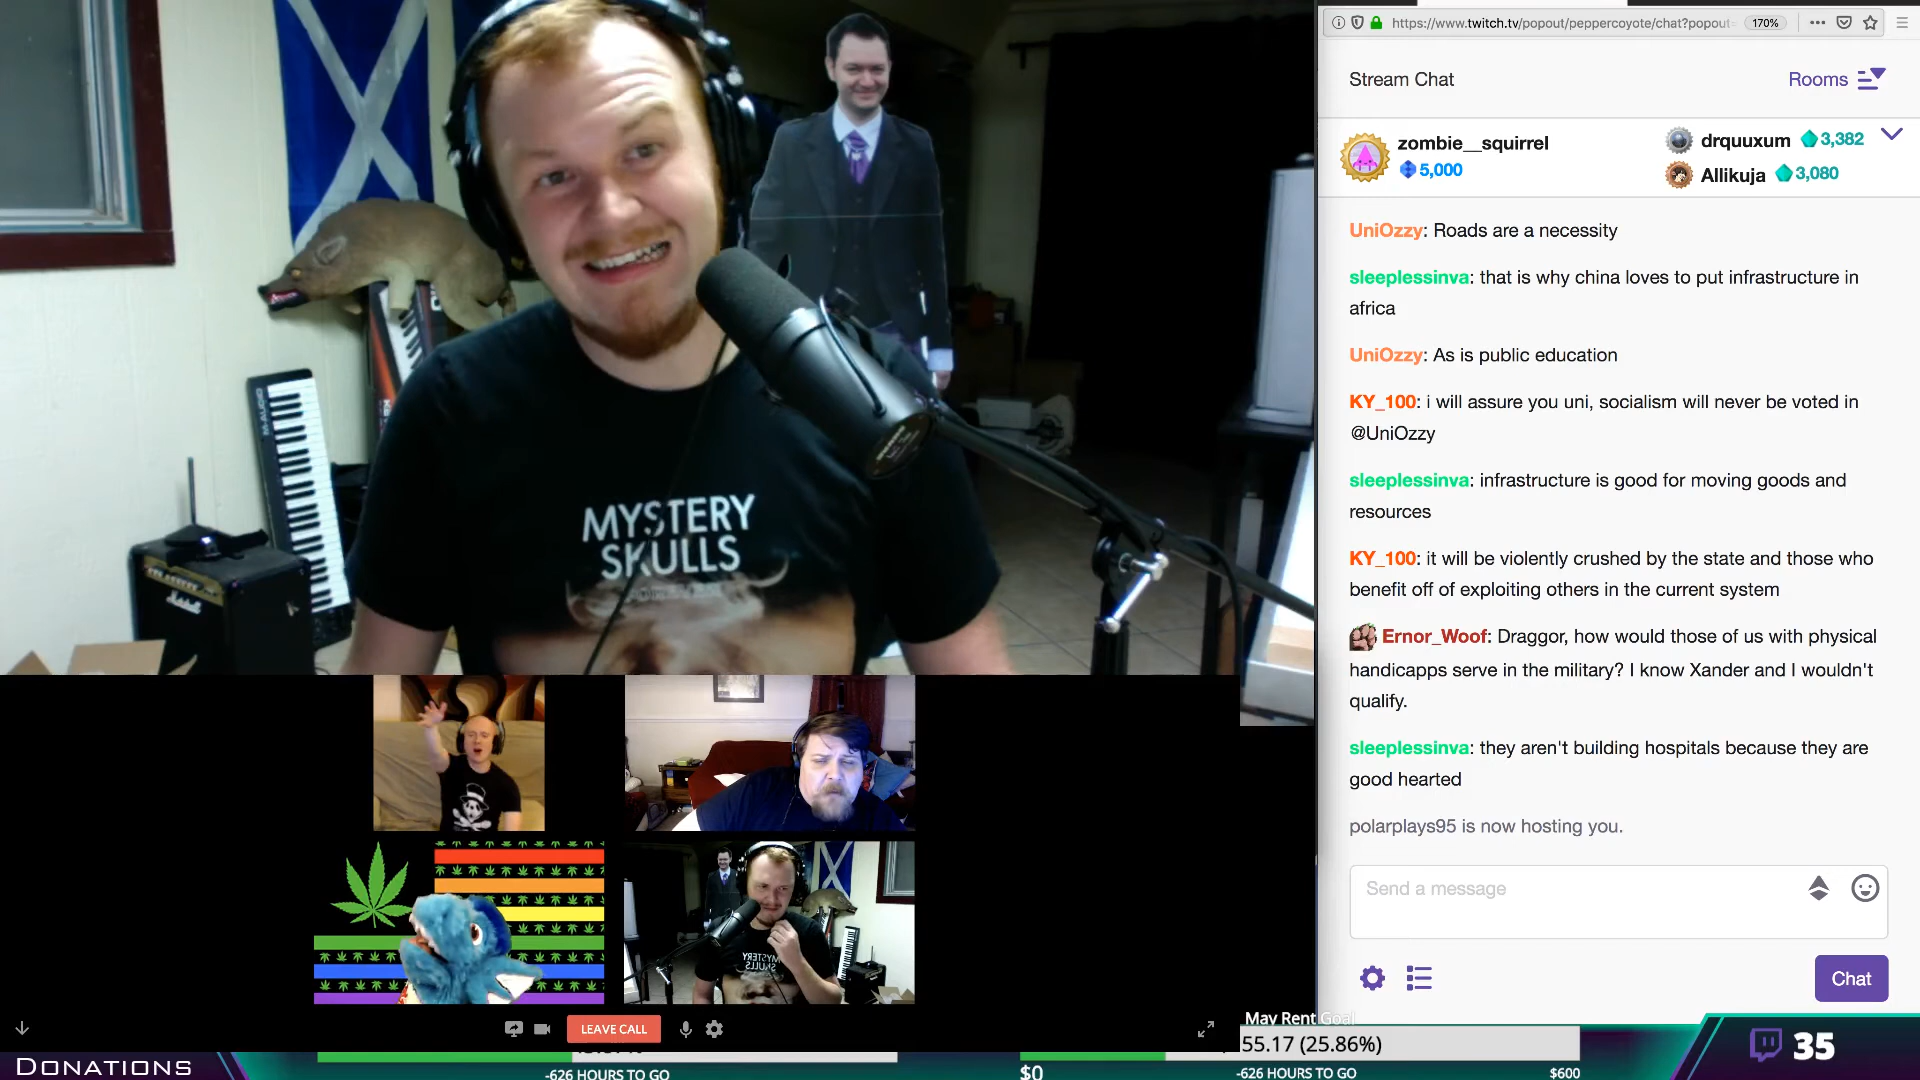 https://www.twitch.tv/popout/peppercoyote/chat?popout=
170%
Stream Chat
Rooms
zombie__squirrel
5,000
drquuxum 3,382
Allikuja 3,080
UniOzzy: Roads are a necessity
sleeplessinva: that is why china loves to put infrastructure in
africa
UniOzzy: As is public education
KY_100: i will assure you uni, socialism will never be voted in
@UniOzzy
sleeplessinva: infrastructure is good for moving goods and
resources
KY_100: it will be violently crushed by the state and those who
benefit off of exploiting others in the current system
Ernor_Woof: Draggor, how would those of us with physical
handicapps serve in the military? I know Xander and I wouldn't
qualify.
sleeplessinva: they aren't building hospitals because they are
good hearted
polarplays95 is now hosting you.
Send a message
Chat
M-AUDIO
Marshall
MYSTERY
SKULLS
MYSTERY
SKULLS
LEAVE CALL
May Rent Goal
55.17 (25.86%)
DONATIONS
-626 HOURS TO GO
$0
-626 HOURS TO GO
$600
35